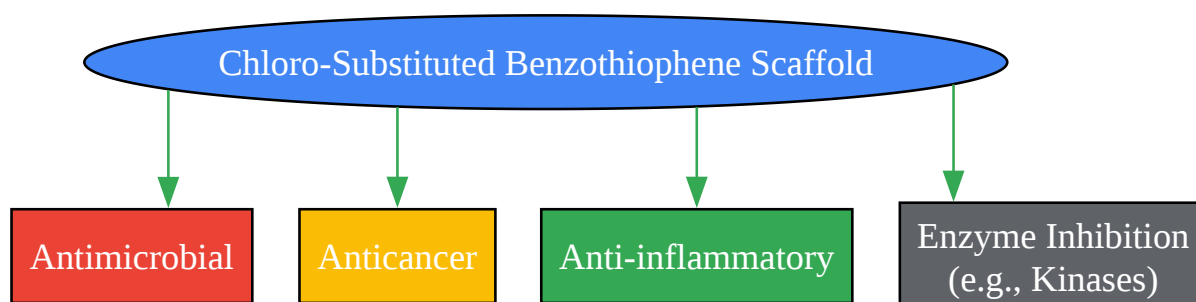 Chloro-Substituted Benzothiophene Scaffold
Antimicrobial
Anticancer
Anti-inflammatory
Enzyme Inhibition
(e.g., Kinases)